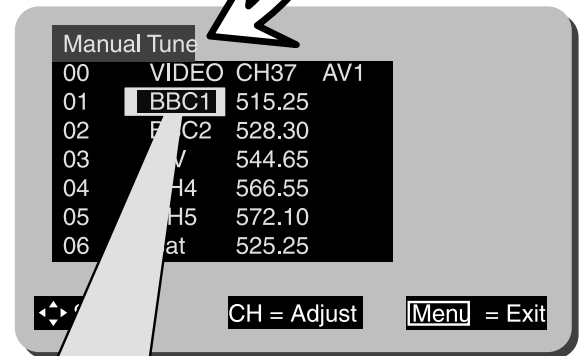 Manual Tune
00 VIDEO CH37 AV1
01 BBC1 515.25
02 528.30
03 544.65
04 566.55
05 572.10
06 525.25
CH = Adjust Menu = Exit